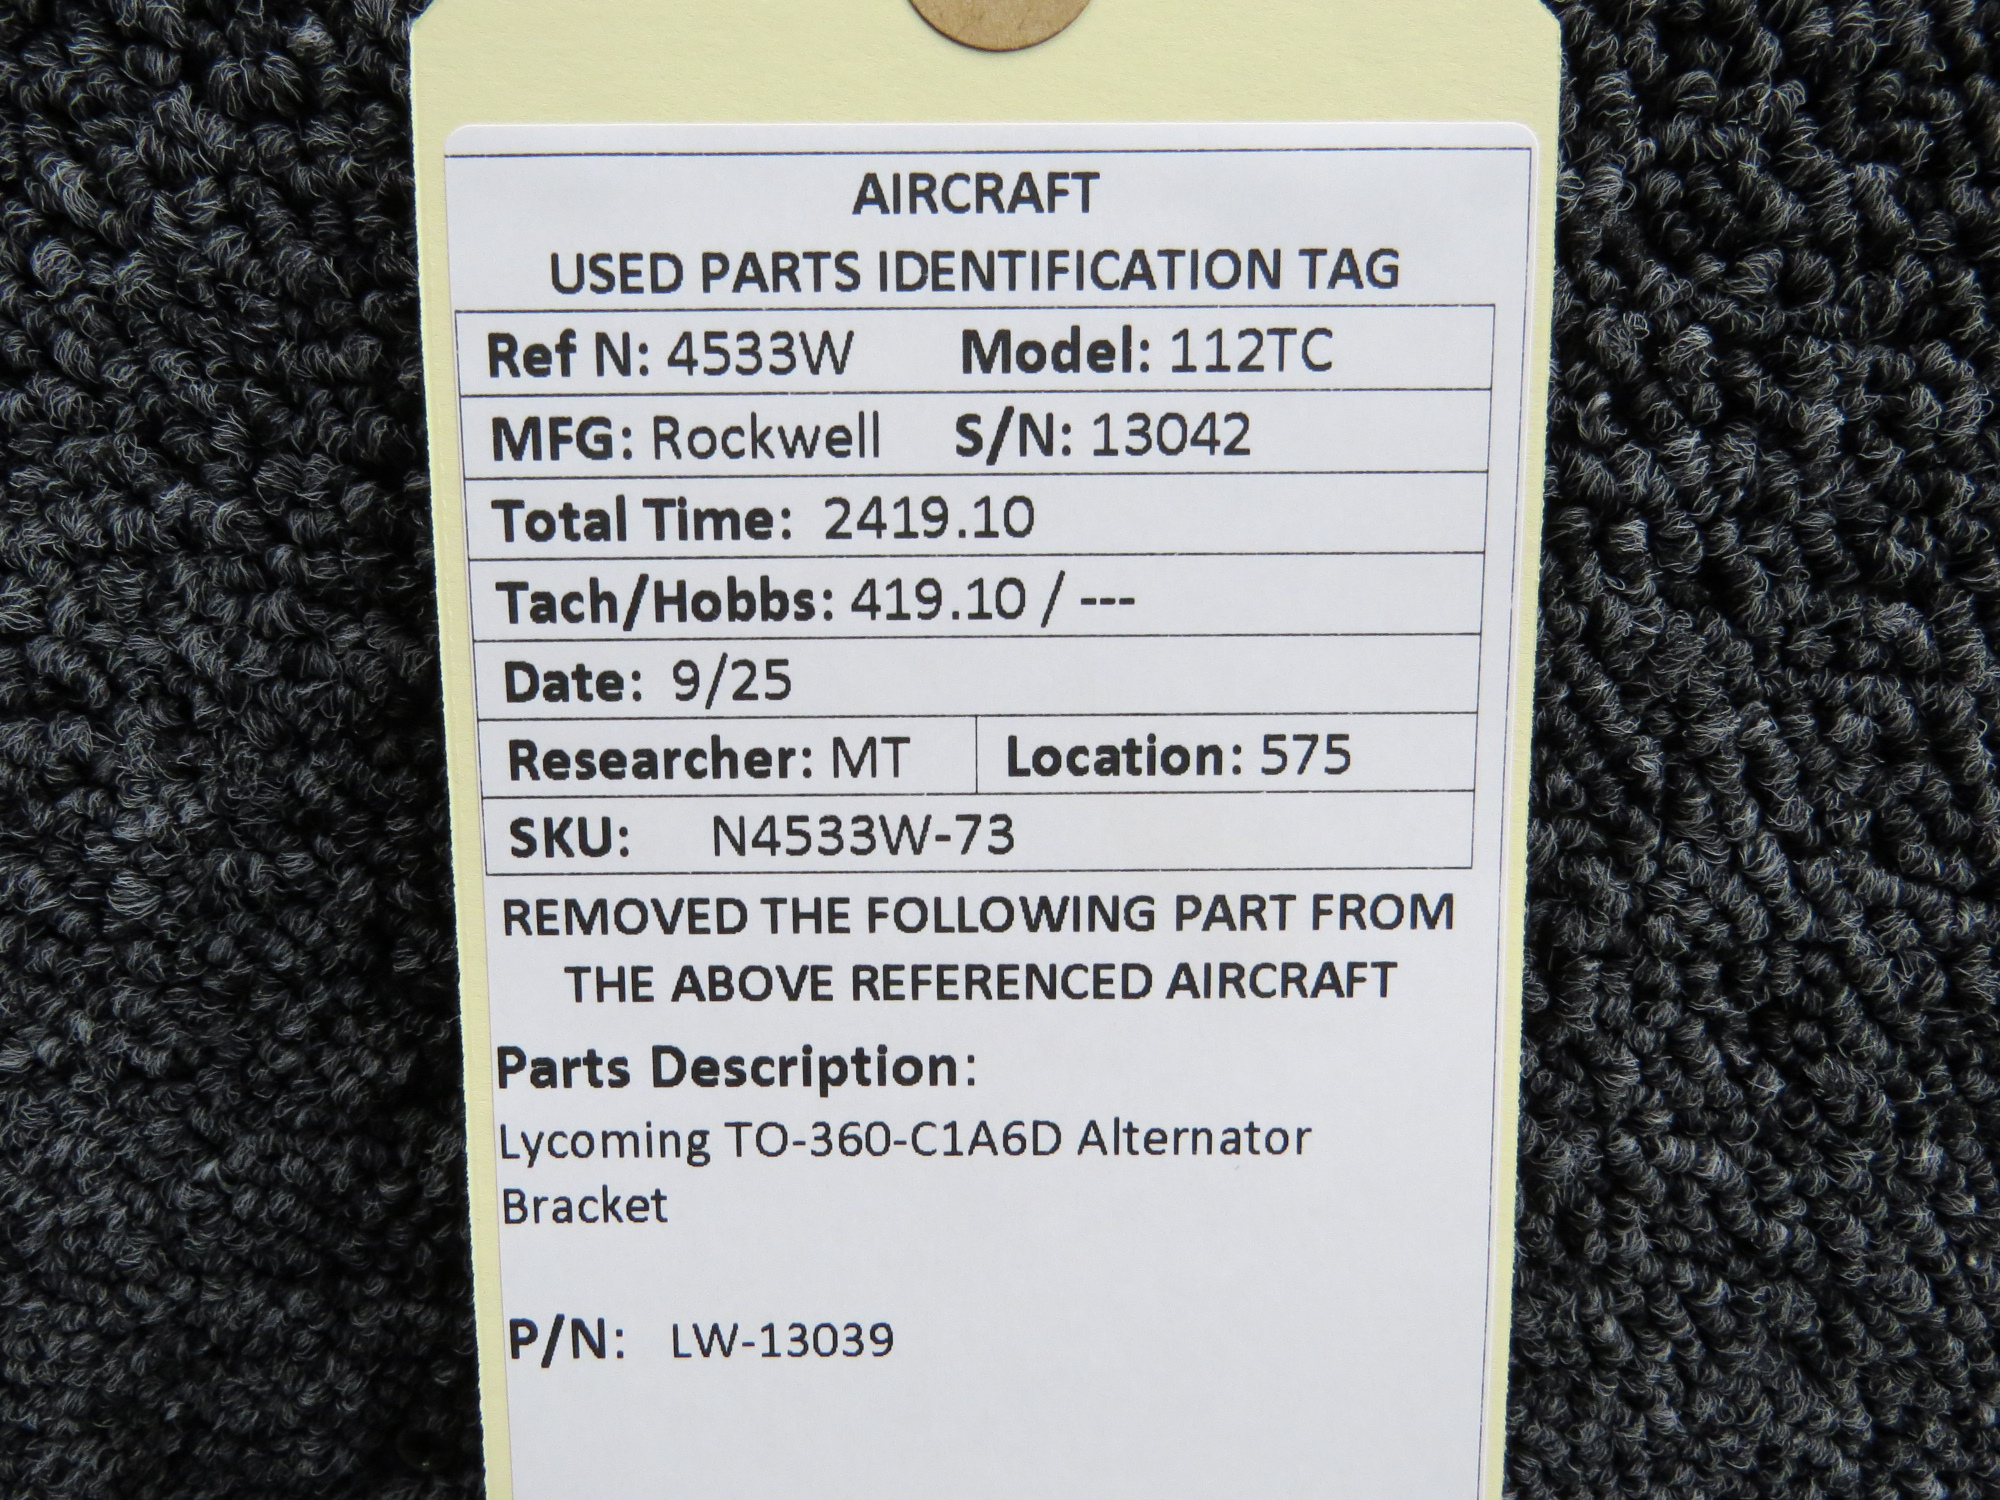 AIRCRAFT
USED PARTS IDENTIFICATION TAG
Ref N: 4533W Model: 112TC
MFG: Rockwell S/N: 13042
Total Time: 2419.10
Tach/Hobbs: 419.10 / ---
Date: 9/25
Researcher: MT Location: 575
SKU: N4533W-73
REMOVED THE FOLLOWING PART FROM
THE ABOVE REFERENCED AIRCRAFT
Parts Description:
Lycoming TO-360-C1A6D Alternator
Bracket
P/N: LW-13039